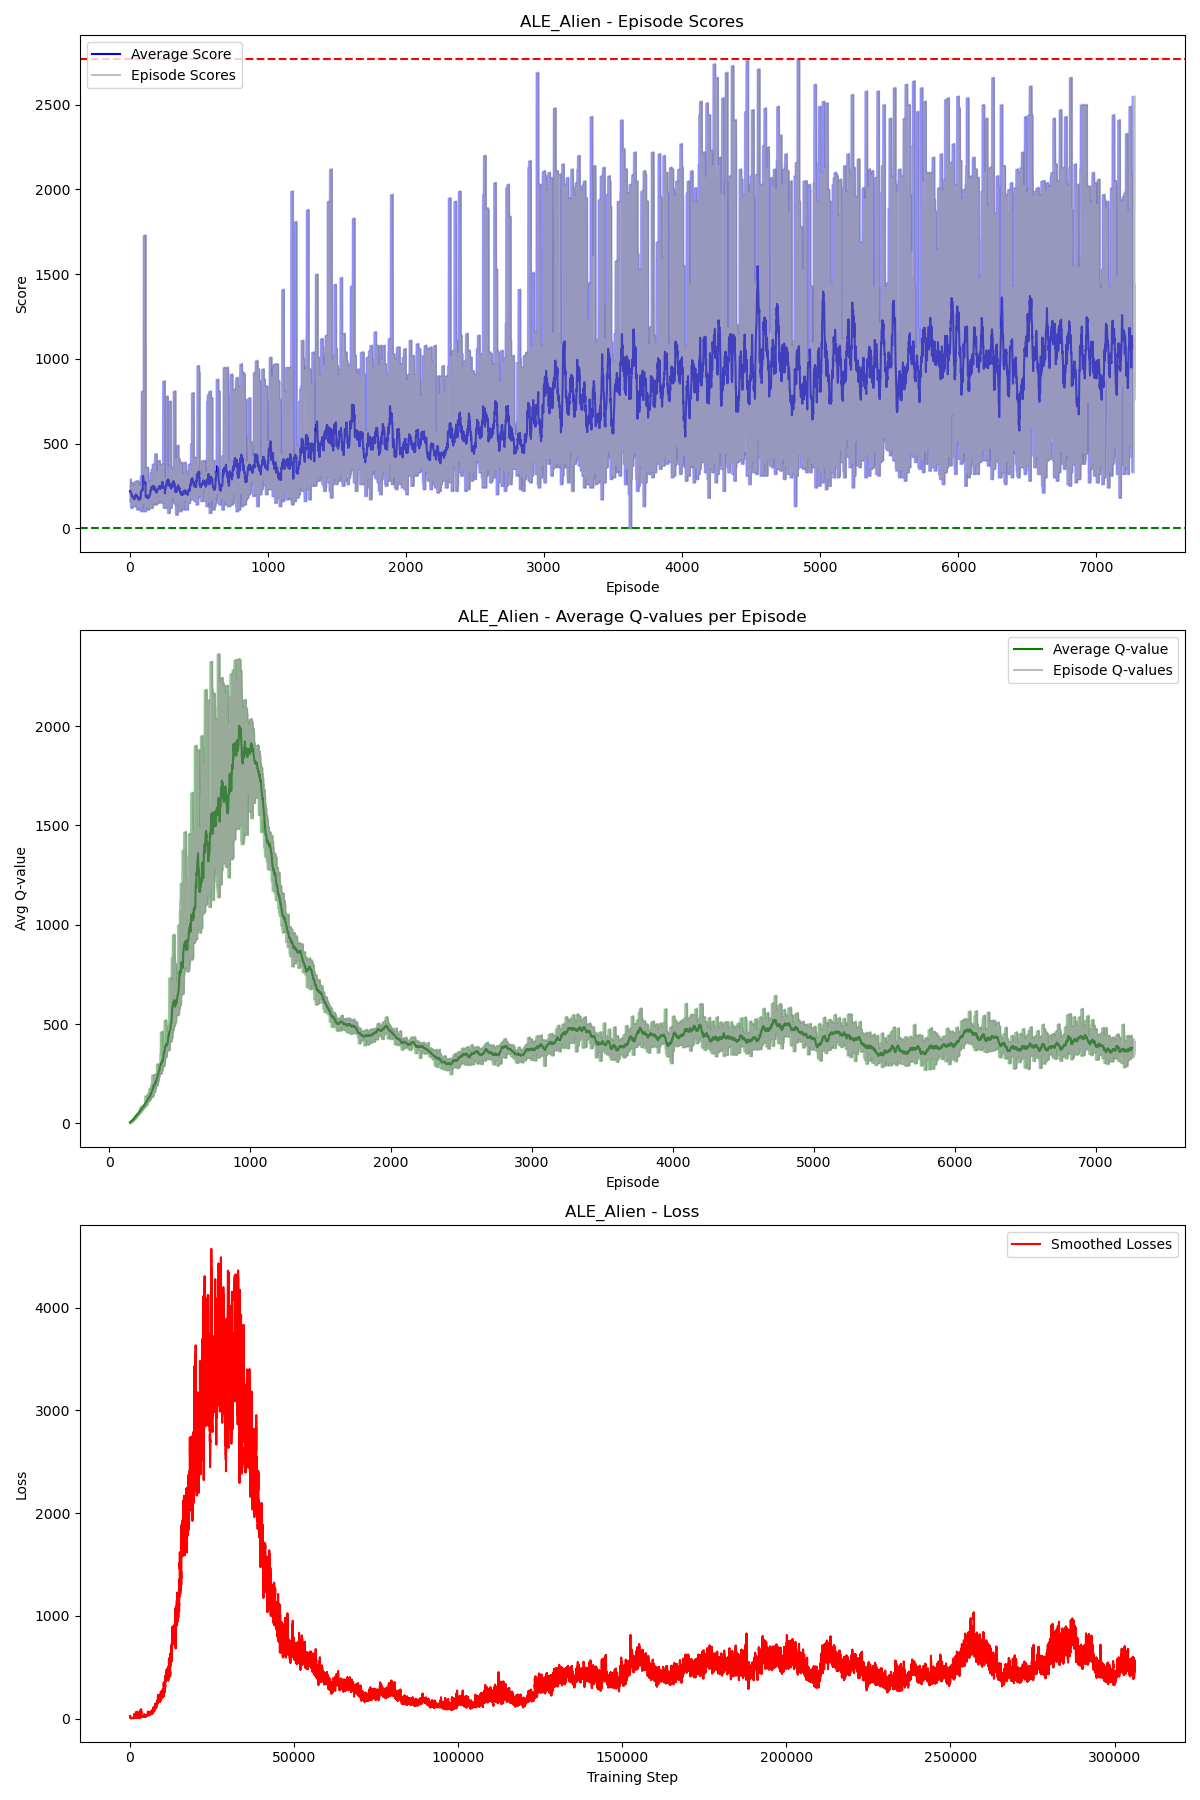 ALE_Alien - Episode Scores
Average Score
Episode Scores
2500
2000
1500
1000
500
0
Score
0 1000 2000 3000 4000 5000 6000 7000
Episode
ALE_Alien - Average Q-values per Episode
Average Q-value
Episode Q-values
2000
1500
1000
500
0
Avg Q-value
0 1000 2000 3000 4000 5000 6000 7000
Episode
ALE_Alien - Loss
Smoothed Losses
4000
3000
2000
1000
0
Loss
0 50000 100000 150000 200000 250000 300000
Training Step